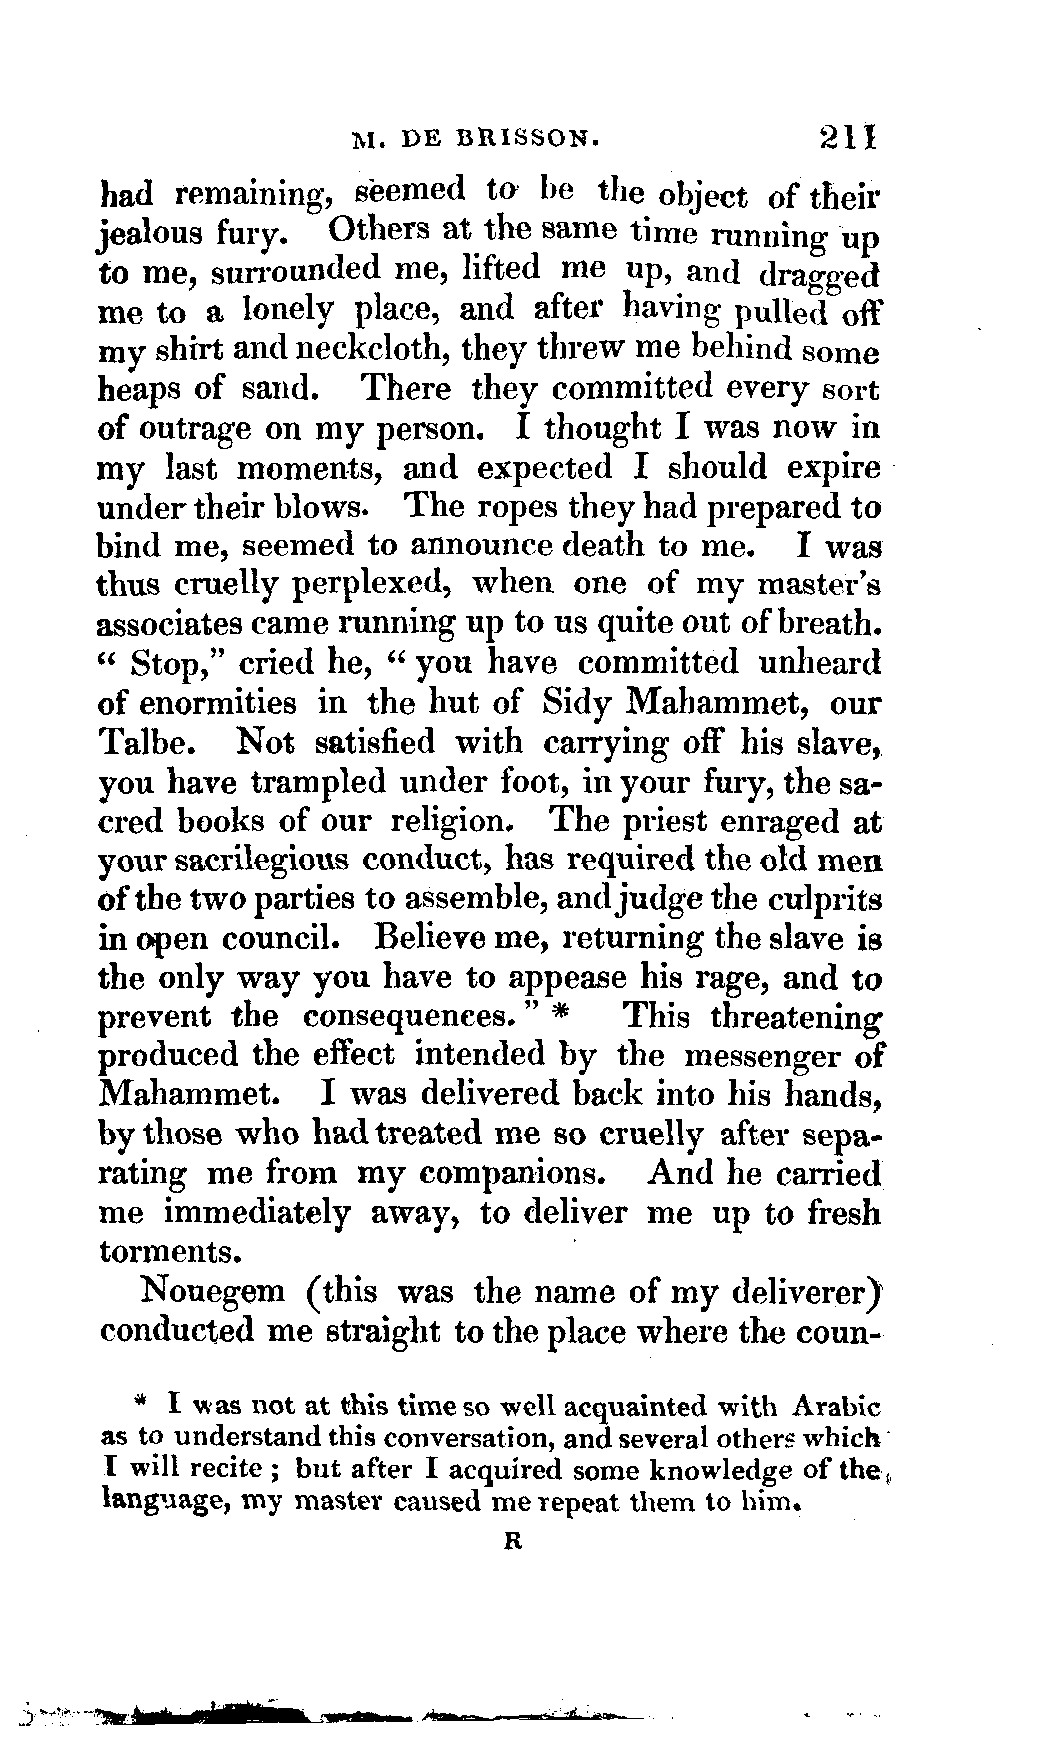 M. DE BRISSON. 211
had remaining, seemed to be the object of their
jealous fury. Others at the same time running up
to me, surrounded me, lifted me up, and dragged
me to a lonely place, and after having pulled off
my shirt and neckcloth, they threw me behind some
heaps of sand. There they committed every sort
of outrage on my person. I thought I was now in
my last moments, and expected I should expire
under their blows. The ropes they had prepared to
bind me, seemed to announce death to me. I was
thus cruelly perplexed, when one of my master's
associates came running up to us quite out of breath.
“ Stop,” cried he, “ you have committed unheard
of enormities in the hut of Sidy Mahammet, our
Talbe. Not satisfied with carrying off his slave,
you have trampled under foot, in your fury, the sa-
cred books of our religion. The priest enraged at
your sacrilegious conduct, has required the old men
of the two parties to assemble, and judge the culprits
in open council. Believe me, returning the slave is
the only way you have to appease his rage, and to
prevent the consequences. ” * This threatening
produced the effect intended by the messenger of
Mahammet. I was delivered back into his hands,
by those who had treated me so cruelly after sepa-
rating me from my companions. And he carried
me immediately away, to deliver me up to fresh
torments.
Nouegem (this was the name of my deliverer)
conducted me straight to the place where the coun-
* I was not at this time so well acquainted with Arabic
as to understand this conversation, and several others which
I will recite ; but after I acquired some knowledge of the
language, my master caused me repeat them to him.
R